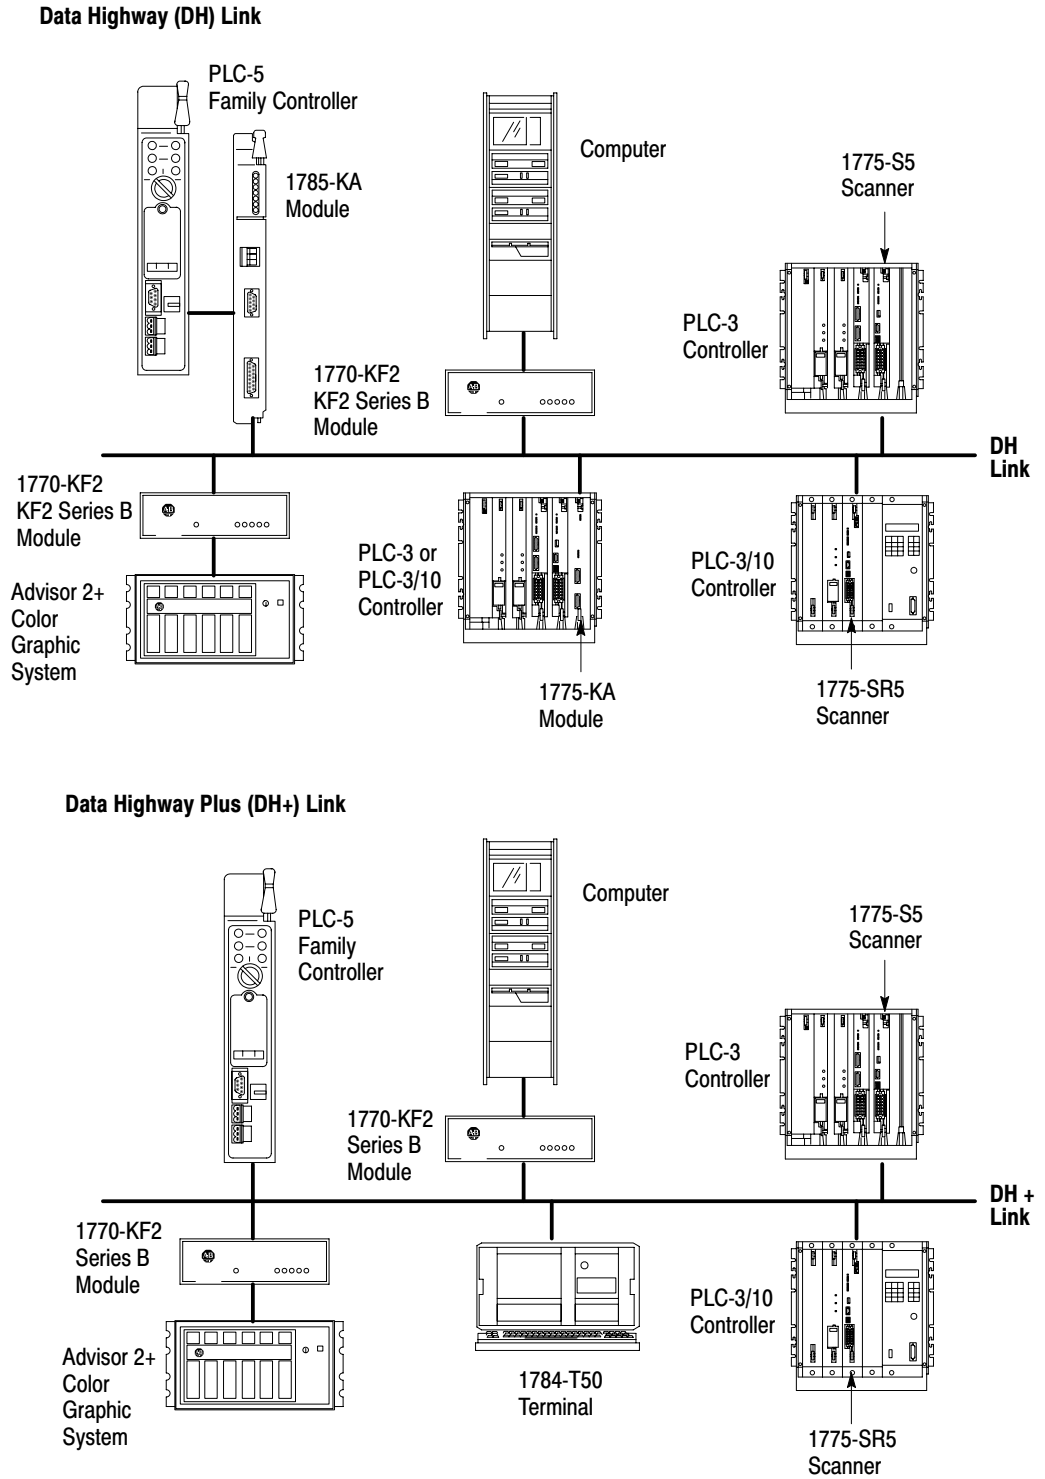 Data Highway (DH) Link
PLC-5
Family Controller
1785-KA
Module
Computer
1775-S5
Scanner
PLC-3
Controller
1770-KF2
KF2 Series B
Module
DH
Link
1770-KF2
KF2 Series B
Module
PLC-3 or
PLC-3/10
Controller
PLC-3/10
Controller
Advisor 2+
Color
Graphic
System
1775-KA
Module
1775-SR5
Scanner
Data Highway Plus (DH+) Link
Computer
PLC-5
Family
Controller
1775-S5
Scanner
PLC-3
Controller
1770-KF2
Series B
Module
DH +
Link
1770-KF2
Series B
Module
PLC-3/10
Controller
Advisor 2+
Color
Graphic
System
1784-T50
Terminal
1775-SR5
Scanner